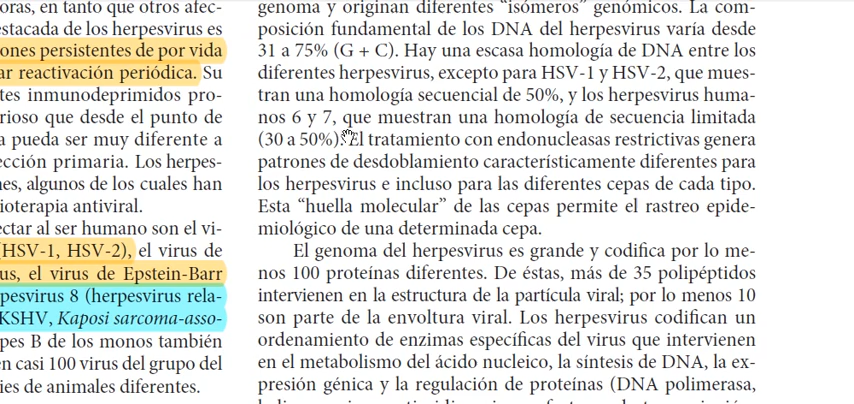 oras, en tanto que otros afec-
estacada de los herpesvirus es
ones persistentes de por vida
ar reactivación periódica. Su
tes inmunodeprimidos pro-
rioso que desde el punto de
a pueda ser muy diferente a
ección primaria. Los herpes-
nes, algunos de los cuales han
ioterapia antiviral.
ectar al ser humano son el vi-
(HSV-1, HSV-2), el virus de
us, el virus de Epstein-Barr
pesvirus 8 (herpesvirus rela-
KSHV, Kaposi sarcoma-asso-
pes B de los monos también
en casi 100 virus del grupo del
ies de animales diferentes.
genoma y originan diferentes “isómeros” genómicos. La com-
posición fundamental de los DNA del herpesvirus varía desde
31 a 75% (G + C). Hay una escasa homología de DNA entre los
diferentes herpesvirus, excepto para HSV-1 y HSV-2, que mues-
tran una homología secuencial de 50%, y los herpesvirus huma-
nos 6 y 7, que muestran una homología de secuencia limitada
(30 a 50%). El tratamiento con endonucleasas restrictivas genera
patrones de desdoblamiento característicamente diferentes para
los herpesvirus e incluso para las diferentes cepas de cada tipo.
Esta “huella molecular” de las cepas permite el rastreo epide-
miológico de una determinada cepa.
El genoma del herpesvirus es grande y codifica por lo me-
nos 100 proteínas diferentes. De éstas, más de 35 polipéptidos
intervienen en la estructura de la partícula viral; por lo menos 10
son parte de la envoltura viral. Los herpesvirus codifican un
ordenamiento de enzimas específicas del virus que intervienen
en el metabolismo del ácido nucleico, la síntesis de DNA, la ex-
presión génica y la regulación de proteínas (DNA polimerasa,